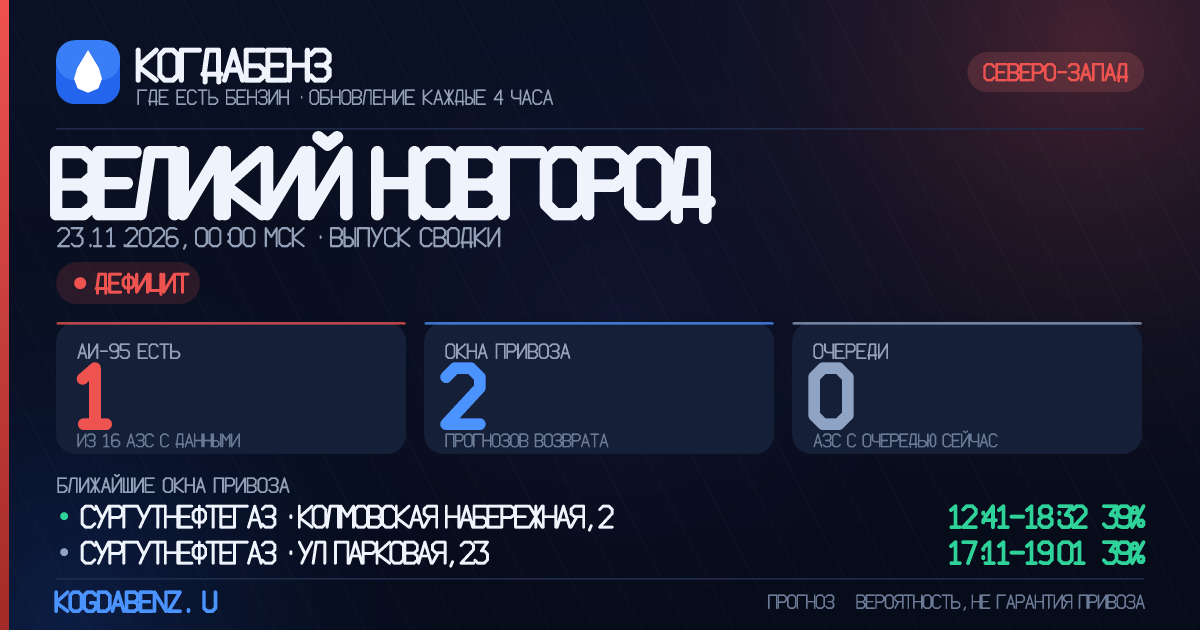 КОГДАБЕНЗ
ГДЕ ЕСТЬ БЕНЗИН · ОБНОВЛЕНИЕ КАЖДЫЕ 4 ЧАСА
СЕВЕРО-ЗАПАД
ВЕЛИКИЙ НОВГОРОД
23.11.2026, 00:00 МСК · ВЫПУСК СВОДКИ
• ДЕФИЦИТ
АИ-95 ЕСТЬ
1
ИЗ 16 АЗС С ДАННЫМИ
ОКНА ПРИВОЗА
2
ПРОГНОЗОВ ВОЗВРАТА
ОЧЕРЕДИ
0
АЗС С ОЧЕРЕДЬЮ СЕЙЧАС
БЛИЖАЙШИЕ ОКНА ПРИВОЗА
• СУРГУТНЕФТЕГАЗ · КОЛМОВСКАЯ НАБЕРЕЖНАЯ, 2 12:41-18:32 39%
• СУРГУТНЕФТЕГАЗ · УЛ ПАРКОВАЯ, 23 17:11-19:01 39%
KOGDABENZ. U
ПРОГНОЗ ВЕРОЯТНОСТЬ, НЕ ГАРАНТИЯ ПРИВОЗА